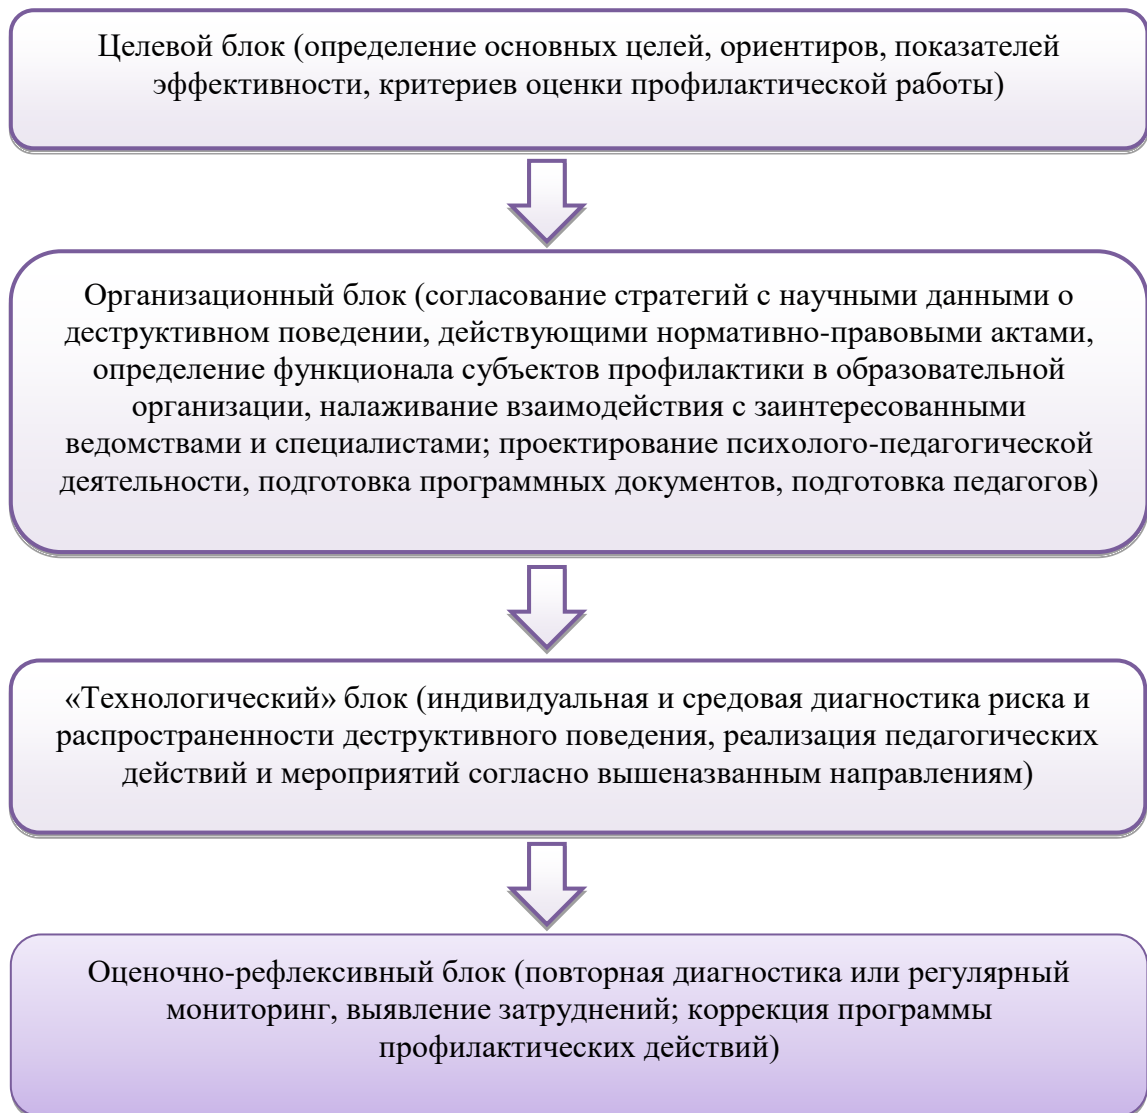 Целевой блок (определение основных целей, ориентиров, показателей
эффективности, критериев оценки профилактической работы)
Организационный блок (согласование стратегий с научными данными о
деструктивном поведении, действующими нормативно-правовыми актами,
определение функционала субъектов профилактики в образовательной
организации, налаживание взаимодействия с заинтересованными
ведомствами и специалистами; проектирование психолого-педагогической
деятельности, подготовка программных документов, подготовка педагогов)
«Технологический» блок (индивидуальная и средовая диагностика риска и
распространенности деструктивного поведения, реализация педагогических
действий и мероприятий согласно вышеназванным направлениям)
Оценочно-рефлексивный блок (повторная диагностика или регулярный
мониторинг, выявление затруднений; коррекция программы
профилактических действий)